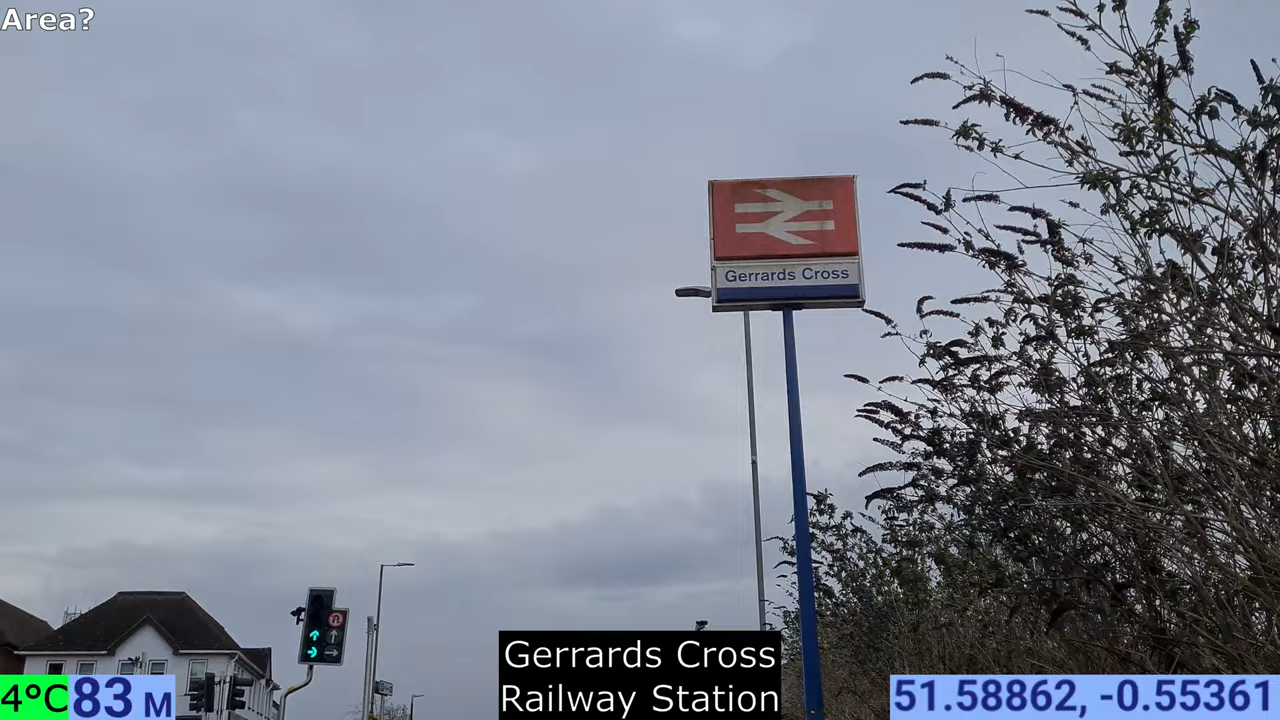 Area?
Gerrards Cross
Gerrards Cross
Railway Station
4°C 83 M
51.58862, -0.55361